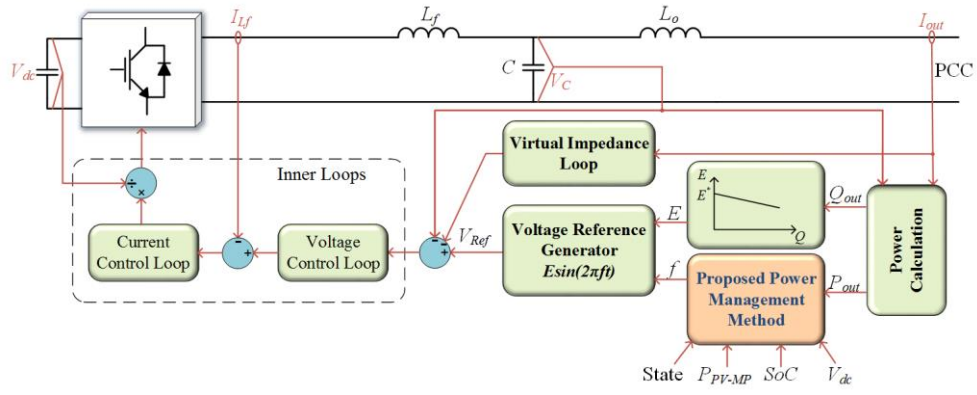 I_Lf
L_f
L_o
I_out
V_dc
C
V_C
PCC
Virtual Impedance
Loop
Inner Loops
÷
×
E
E*
Q
Q_out
E
Current
Control Loop
-
+
Voltage
Control Loop
-
-
+
V_Ref
Voltage Reference
Generator
Esin(2πft)
f
Proposed Power
Management
Method
P_out
Power
Calculation
State
P_PV-MP
SoC
V_dc